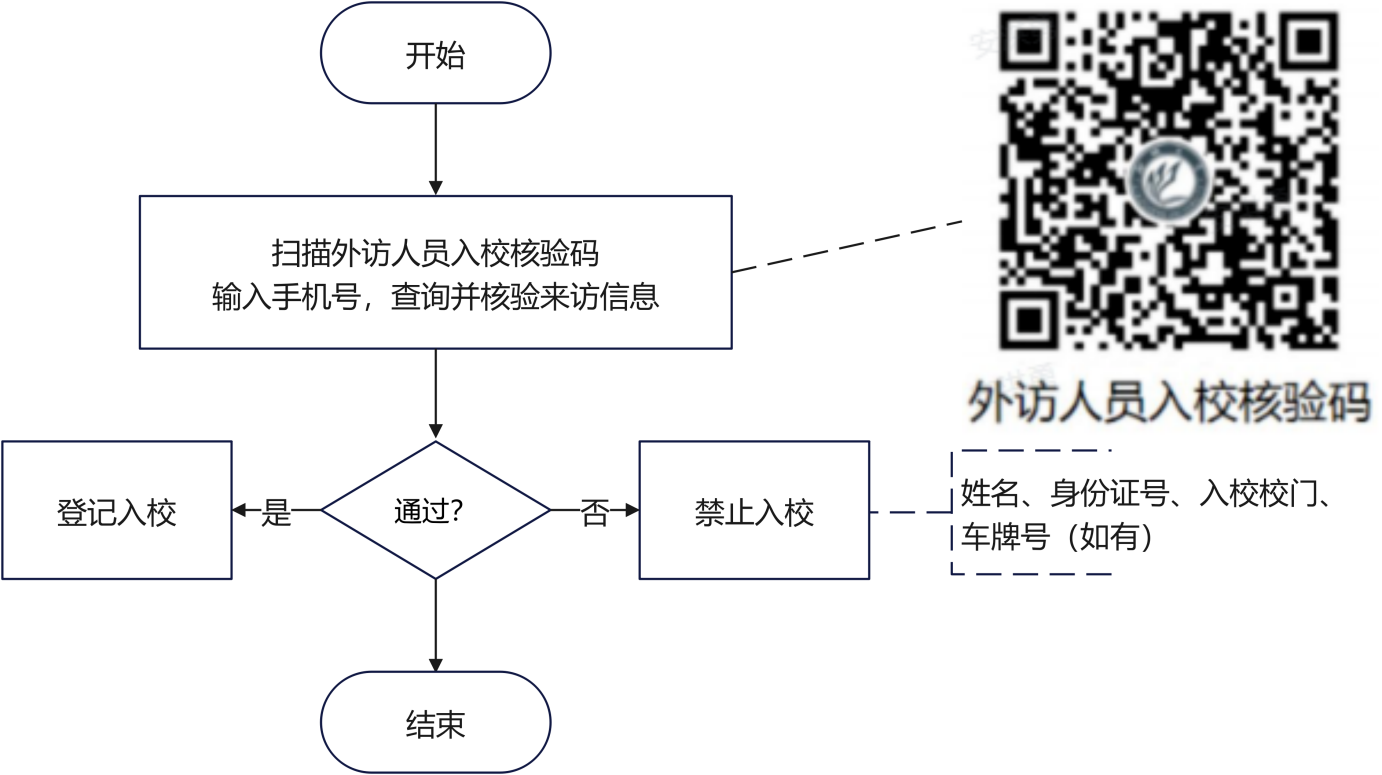 开始
扫描外访人员入校核验码
输入手机号，查询并核验来访信息
外访人员入校核验码
登记入校
是
通过？
否
禁止入校
姓名、身份证号、入校校门、
车牌号（如有）
结束